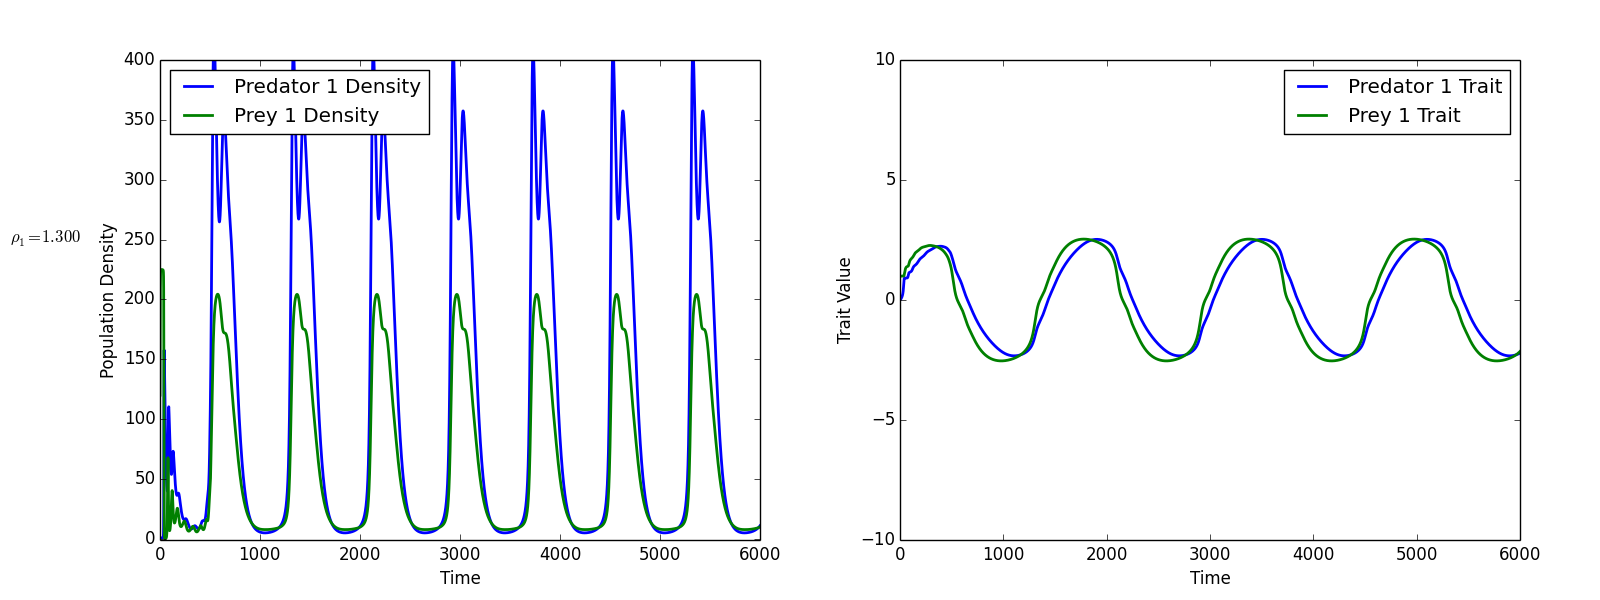 ρ₁=1.300
Population Density
400
350
300
250
200
150
100
50
0
0 1000 2000 3000 4000 5000 6000
Time
Predator 1 Density
Prey 1 Density
Trait Value
10
5
0
−5
−10
0 1000 2000 3000 4000 5000 6000
Time
Predator 1 Trait
Prey 1 Trait